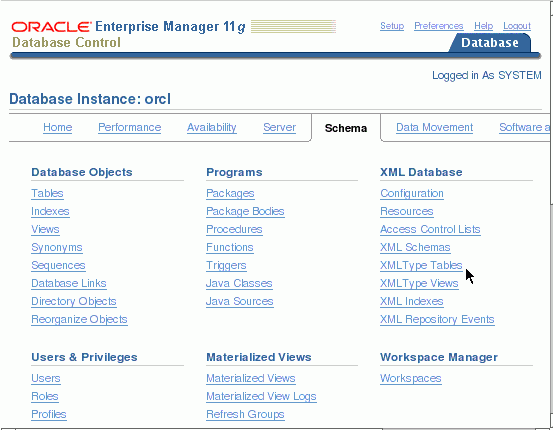 ORACLE Enterprise Manager 11g
Database Control
Setup Preferences Help Logout
Database
Logged in As SYSTEM
Database Instance: orcl
Home Performance Availability Server Schema Data Movement Software a
Database Objects
Tables
Indexes
Views
Synonyms
Sequences
Database Links
Directory Objects
Reorganize Objects
Programs
Packages
Package Bodies
Procedures
Functions
Triggers
Java Classes
Java Sources
XML Database
Configuration
Resources
Access Control Lists
XML Schemas
XMLType Tables
XMLType Views
XML Indexes
XML Repository Events
Users & Privileges
Users
Roles
Profiles
Materialized Views
Materialized Views
Materialized View Logs
Refresh Groups
Workspace Manager
Workspaces